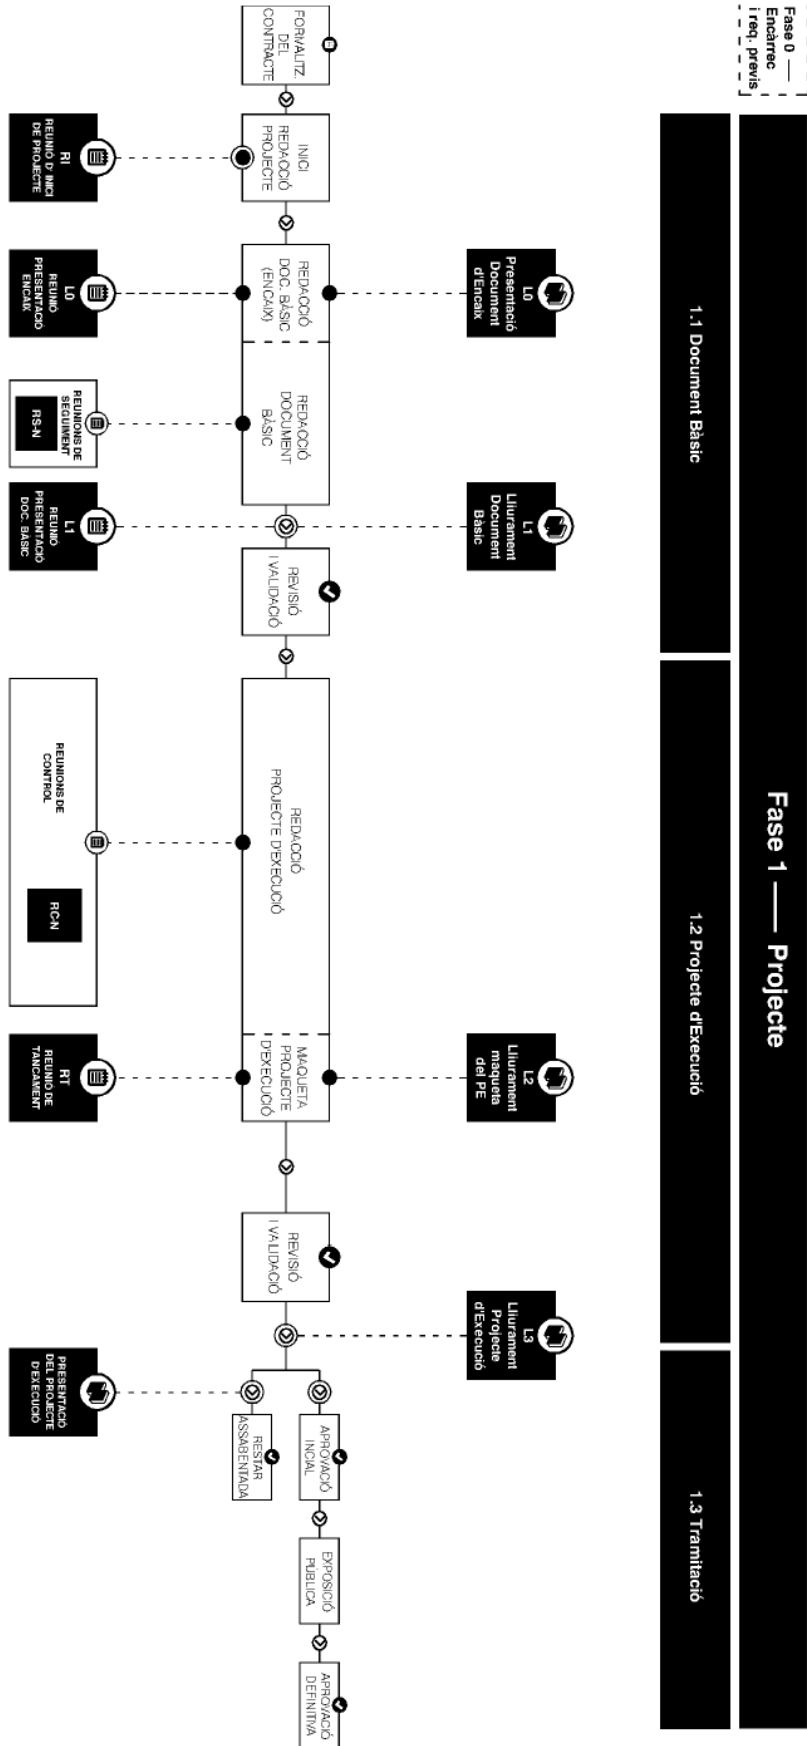 Fase 0 —
Encàrrec
i req. previs
Fase 1 — Projecte
1.1 Document Bàsic
1.2 Projecte d'Execució
1.3 Tramitació
L0
Presentació
Document
d'Encaix
L1
Lliurament
Document
Bàsic
L2
Lliurament
maqueta
del PE
L3
Lliurament
Projecte
d'Execució
FORMALITZ.
DEL
CONTRACTE
INICI
REDACCIÓ
PROJECTE
REDACCIÓ
DOC. BÀSIC
(ENCAIX)
REDACCIÓ
DOCUMENT
BÀSIC
REVISIÓ
I VALIDACIÓ
REDACCIÓ
PROJECTE D'EXECUCIÓ
MAQUETA
PROJECTE
D'EXECUCIÓ
REVISIÓ
I VALIDACIÓ
APROVACIÓ
INCIAL
EXPOSICIÓ
PÚBLICA
APROVACIÓ
DEFINITIVA
RESTAR
ASSABENTADA
RI
REUNIÓ D' INICI
DE PROJECTE
L0
REUNIÓ
PRESENTACIÓ
ENCAIX
REUNIONS DE
SEGUIMENT
RS-N
L1
REUNIÓ
PRESENTACIÓ
DOC. BÀSIC
REUNIONS DE
CONTROL
RC-N
RT
REUNIÓ DE
TANCAMENT
PRESENTACIÓ
DEL PROJECTE
D'EXECUCIÓ